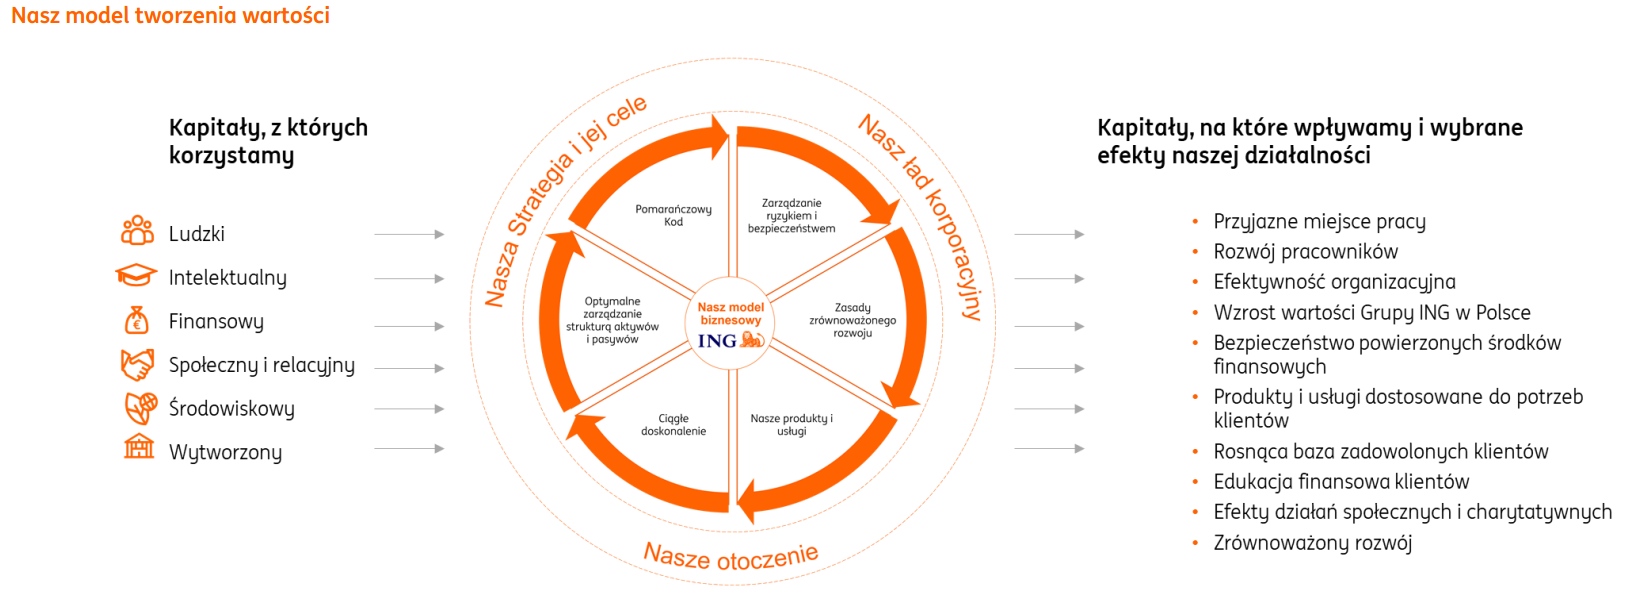 Nasz model tworzenia wartości
Kapitały, z których
korzystamy
Ludzki
Intelektualny
Finansowy
Społeczny i relacyjny
Środowiskowy
Wytworzony
Nasza Strategia i jej cele
Nasz ład korporacyjny
Nasze otoczenie
Pomarańczowy
Kod
Zarządzanie
ryzykiem i
bezpieczeństwem
Zasady
zrównoważonego
rozwoju
Nasze produkty i
usługi
Ciągłe
doskonalenie
Optymalne
zarządzanie
strukturą aktywów
i pasywów
Nasz model
biznesowy
ING
Kapitały, na które wpływamy i wybrane
efekty naszej działalności
• Przyjazne miejsce pracy
• Rozwój pracowników
• Efektywność organizacyjna
• Wzrost wartości Grupy ING w Polsce
• Bezpieczeństwo powierzonych środków
finansowych
• Produkty i usługi dostosowane do potrzeb
klientów
• Rosnąca baza zadowolonych klientów
• Edukacja finansowa klientów
• Efekty działań społecznych i charytatywnych
• Zrównoważony rozwój